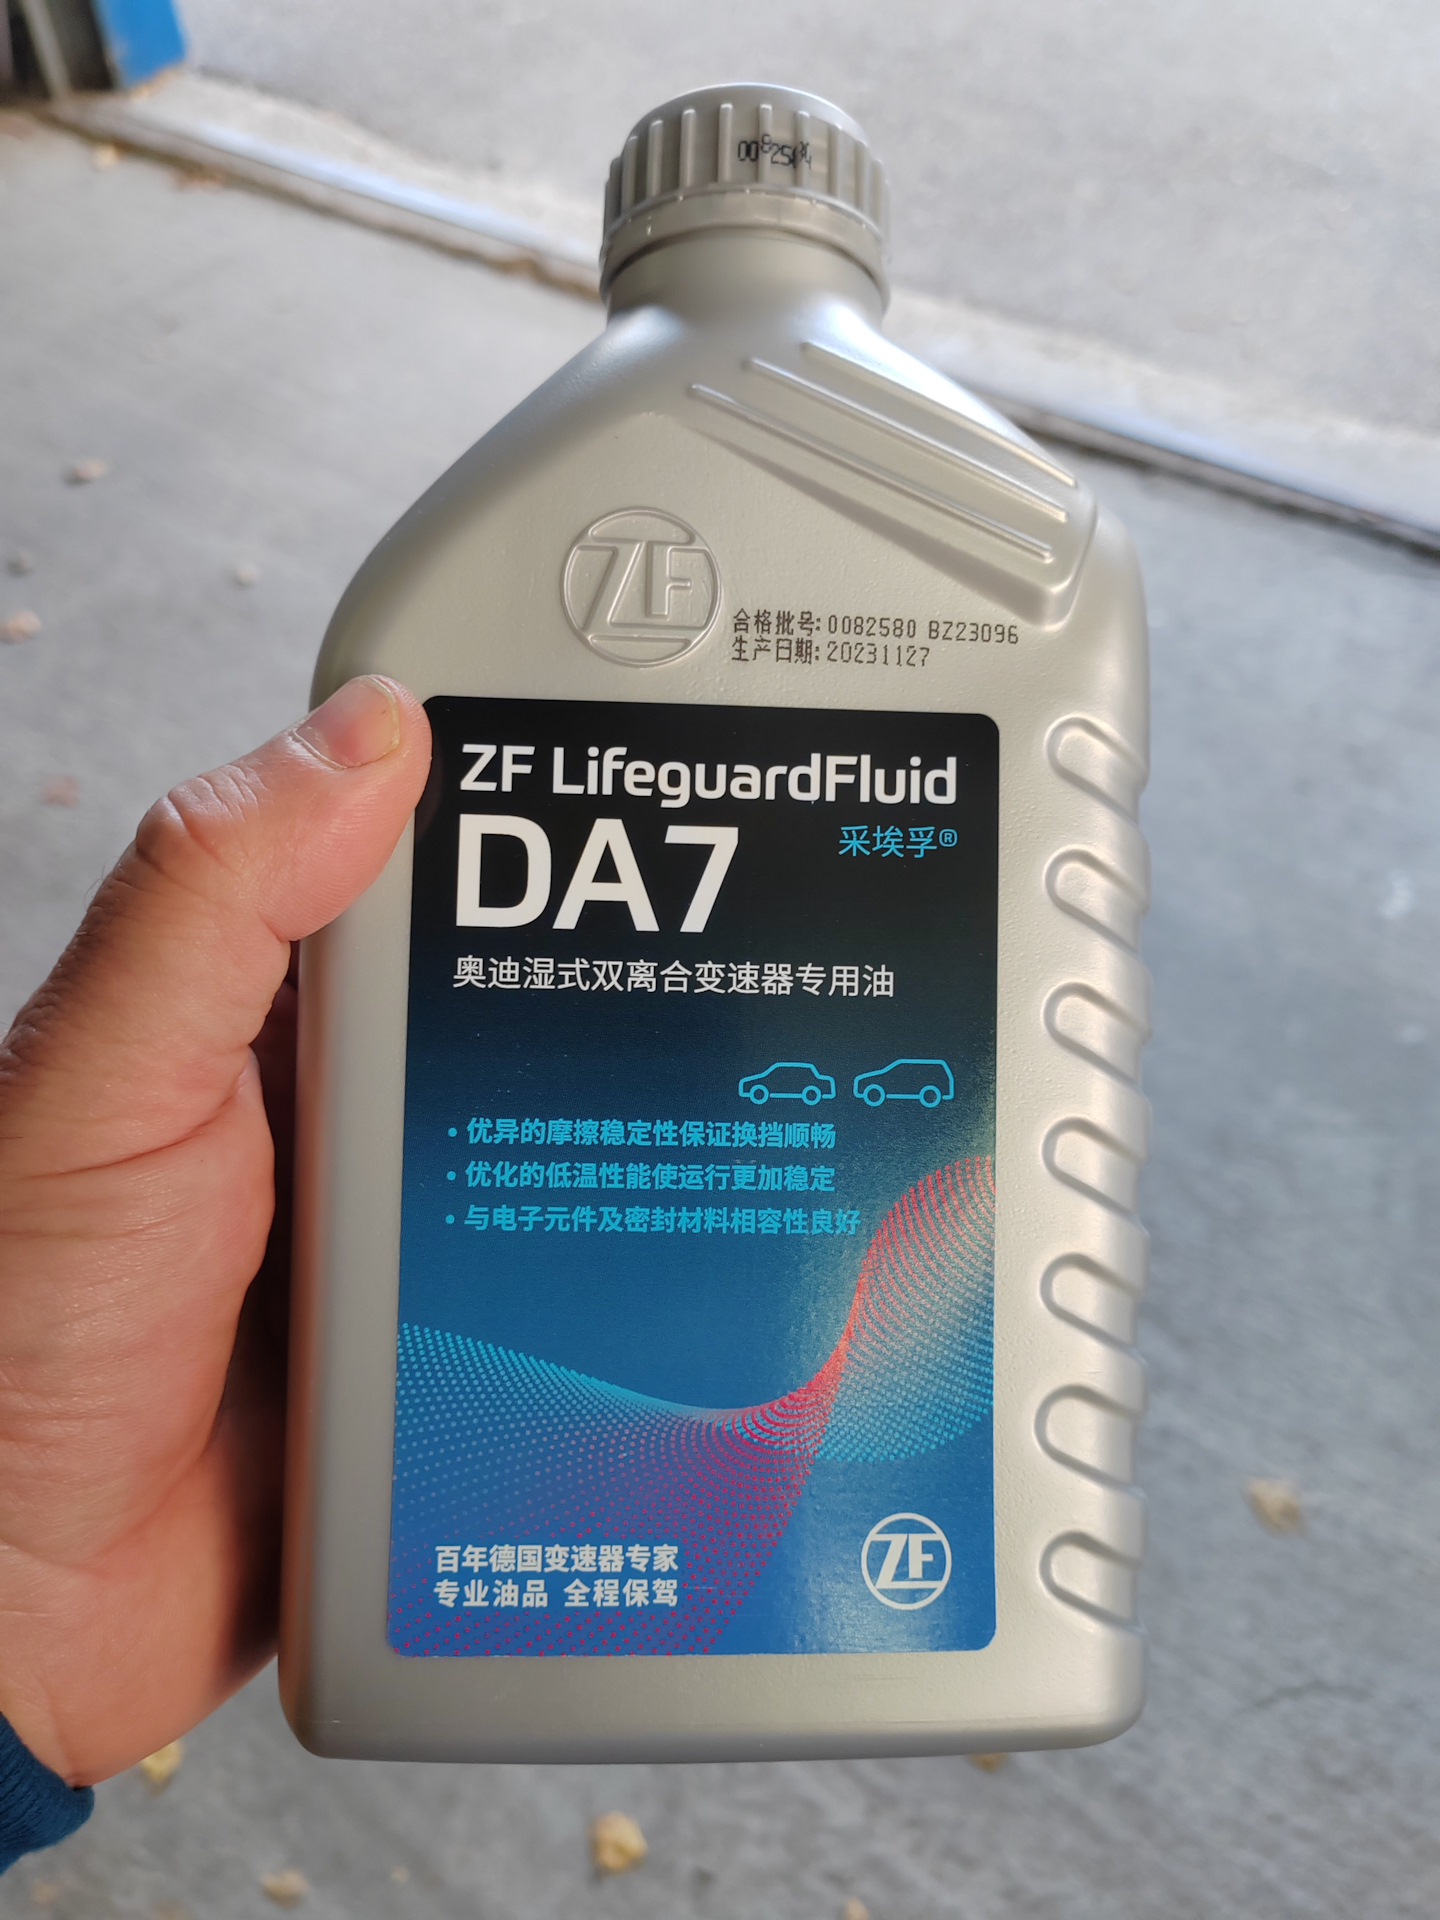 ZF
合格批号: 0082580 BZ23096
生产日期: 20231127
ZF LifeguardFluid
DA7
采埃孚®
奥迪湿式双离合变速器专用油
• 优异的摩擦稳定性保证换挡顺畅
• 优化的低温性能使运行更加稳定
• 与电子元件及密封材料相容性良好
百年德国变速器专家
专业油品 全程保驾
ZF